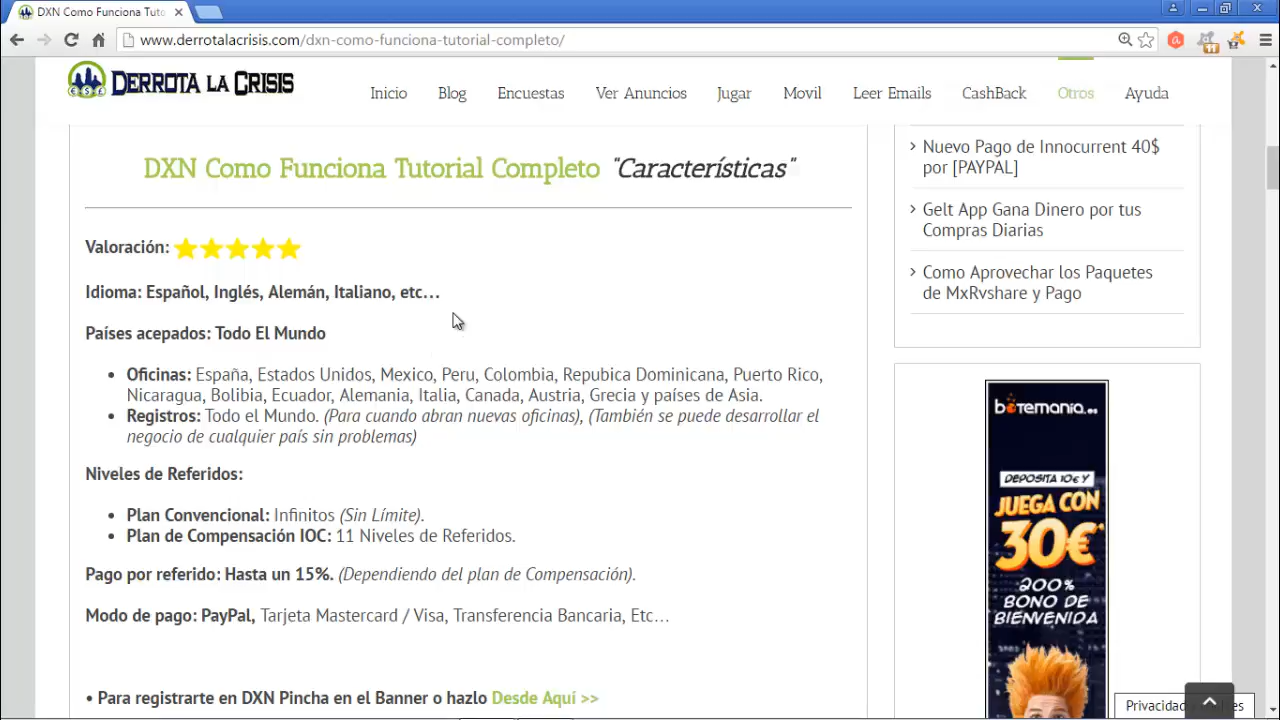 DXN Como Funciona Tuto
www.derrotalacrisis.com/dxn-como-funciona-tutorial-completo/
11
DERROTA LA CRISIS
Inicio Blog Encuestas Ver Anuncios Jugar Movil Leer Emails CashBack Otros Ayuda
DXN Como Funciona Tutorial Completo "Características"
Valoración:
Idioma: Español, Inglés, Alemán, Italiano, etc…
Países acepados: Todo El Mundo
• Oficinas: España, Estados Unidos, Mexico, Peru, Colombia, Repubica Dominicana, Puerto Rico,
Nicaragua, Bolibia, Ecuador, Alemania, Italia, Canada, Austria, Grecia y países de Asia.
• Registros: Todo el Mundo. (Para cuando abran nuevas oficinas), (También se puede desarrollar el
negocio de cualquier país sin problemas)
Niveles de Referidos:
• Plan Convencional: Infinitos (Sin Límite).
• Plan de Compensación IOC: 11 Niveles de Referidos.
Pago por referido: Hasta un 15%. (Dependiendo del plan de Compensación).
Modo de pago: PayPal, Tarjeta Mastercard / Visa, Transferencia Bancaria, Etc…
• Para registrarte en DXN Pincha en el Banner o hazlo Desde Aquí >>
Nuevo Pago de Innocurrent 40$
por [PAYPAL]
Gelt App Gana Dinero por tus
Compras Diarias
Como Aprovechar los Paquetes
de MxRvshare y Pago
botemania.es
DEPOSITA 10€ Y
JUEGA CON
30€*
200%
BONO DE
BIENVENIDA